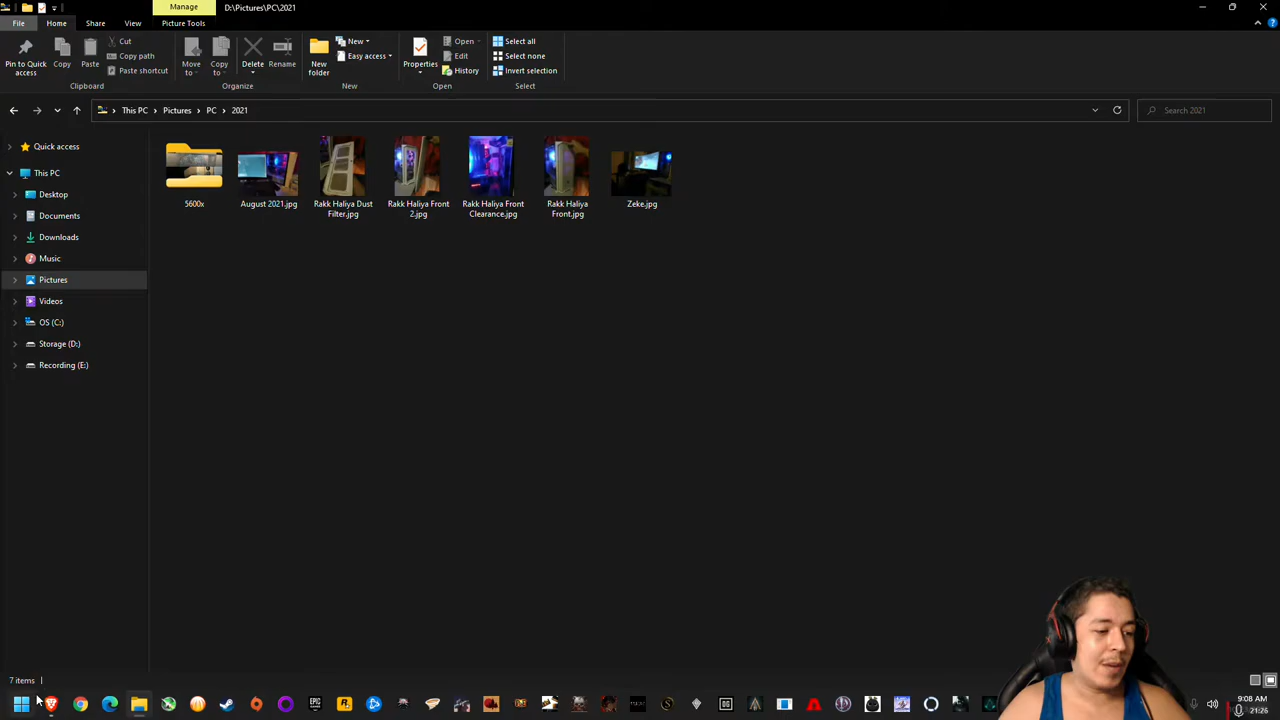 Manage
D:\Pictures\PC\2021
File
Home
Share
View
Picture Tools
Pin to Quick access
Copy
Paste
Cut
Copy path
Paste shortcut
Clipboard
Move to
Copy to
Delete
Rename
Organize
New folder
New
Easy access
New
Properties
Open
Edit
History
Open
Select all
Select none
Invert selection
Select
This PC
Pictures
PC
2021
Search 2021
Quick access
This PC
Desktop
Documents
Downloads
Music
Pictures
Videos
OS (C:)
Storage (D:)
Recording (E:)
5600x
August 2021.jpg
Rakk Haliya Dust Filter.jpg
Rakk Haliya Front 2.jpg
Rakk Haliya Front Clearance.jpg
Rakk Haliya Front.jpg
Zeke.jpg
7 items
EPIC
9:08 AM
21:26